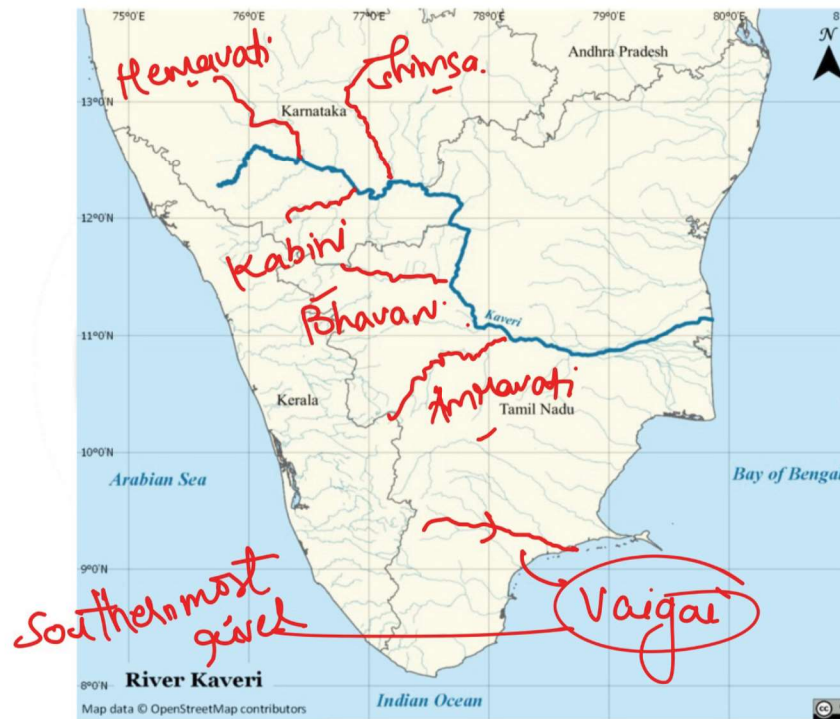 75°0'E 76°0'E 77°0'E 78°0'E 79°0'E 80°0'E
N
Hemavati
Shimsa.
Andhra Pradesh
13°0'N
Karnataka
12°0'N
Kabini
Bhavani
Kaveri
11°0'N
Amravati
Kerala
Tamil Nadu
10°0'N
Arabian Sea
Bay of Benga
9°0'N
Southernmost
river
Vaigai
8°0'N
River Kaveri
Map data © OpenStreetMap contributors
Indian Ocean
cc